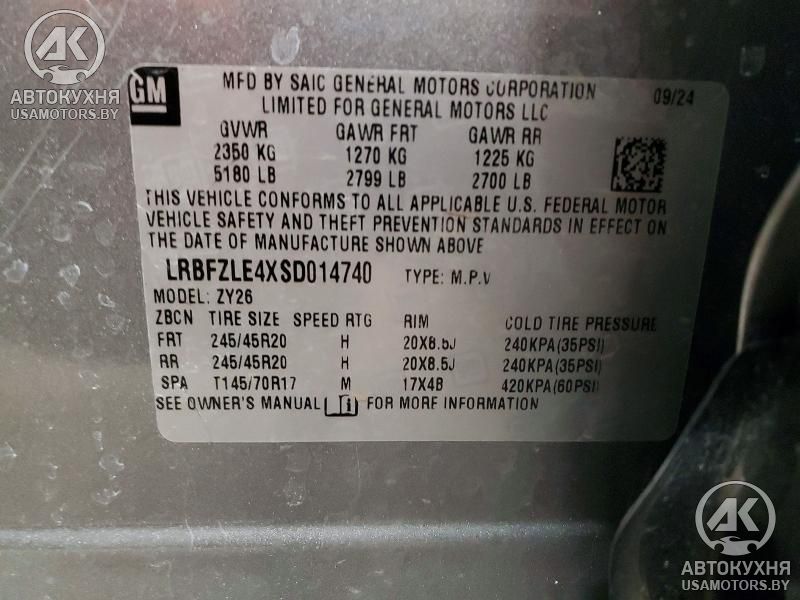 АК
АВТОКУХНЯ
USAMOTORS.BY
GM
MFD BY SAIC GENERAL MOTORS CORPORATION
LIMITED FOR GENERAL MOTORS LLC
09/24
GVWR GAWR FRT GAWR RR
2350 KG 1270 KG 1225 KG
5180 LB 2799 LB 2700 LB
THIS VEHICLE CONFORMS TO ALL APPLICABLE U.S. FEDERAL MOTOR
VEHICLE SAFETY AND THEFT PREVENTION STANDARDS IN EFFECT ON
THE DATE OF MANUFACTURE SHOWN ABOVE
LRBFZLE4XSD014740 TYPE: M.P.V
MODEL: ZY26
ZBCN TIRE SIZE SPEED RTG RIM COLD TIRE PRESSURE
FRT 245/45R20 H 20X8.5J 240KPA(35PSI)
RR 245/45R20 H 20X8.5J 240KPA(35PSI)
SPA T145/70R17 M 17X4B 420KPA(60PSI)
SEE OWNER'S MANUAL i FOR MORE INFORMATION
АК
АВТОКУХНЯ
USAMOTORS.BY